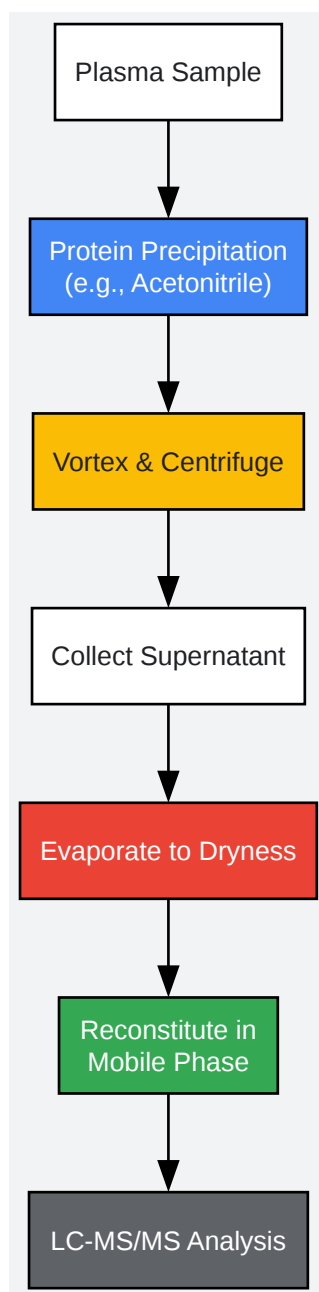 Plasma Sample
Protein Precipitation
(e.g., Acetonitrile)
Vortex & Centrifuge
Collect Supernatant
Evaporate to Dryness
Reconstitute in
Mobile Phase
LC-MS/MS Analysis